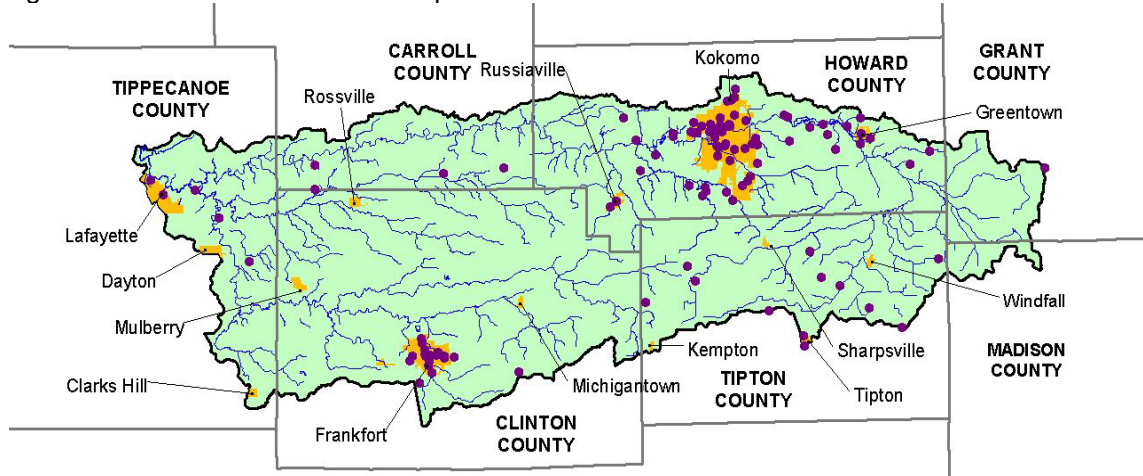 CARROLL
COUNTY
Russiaville
Kokomo
HOWARD
COUNTY
GRANT
COUNTY
TIPPECANOE
COUNTY
Rossville
Greentown
Lafayette
Dayton
Mulberry
Windfall
Clarks Hill
Kempton
Sharpsville
MADISON
COUNTY
Michigantown
TIPTON
COUNTY
Tipton
Frankfort
CLINTON
COUNTY